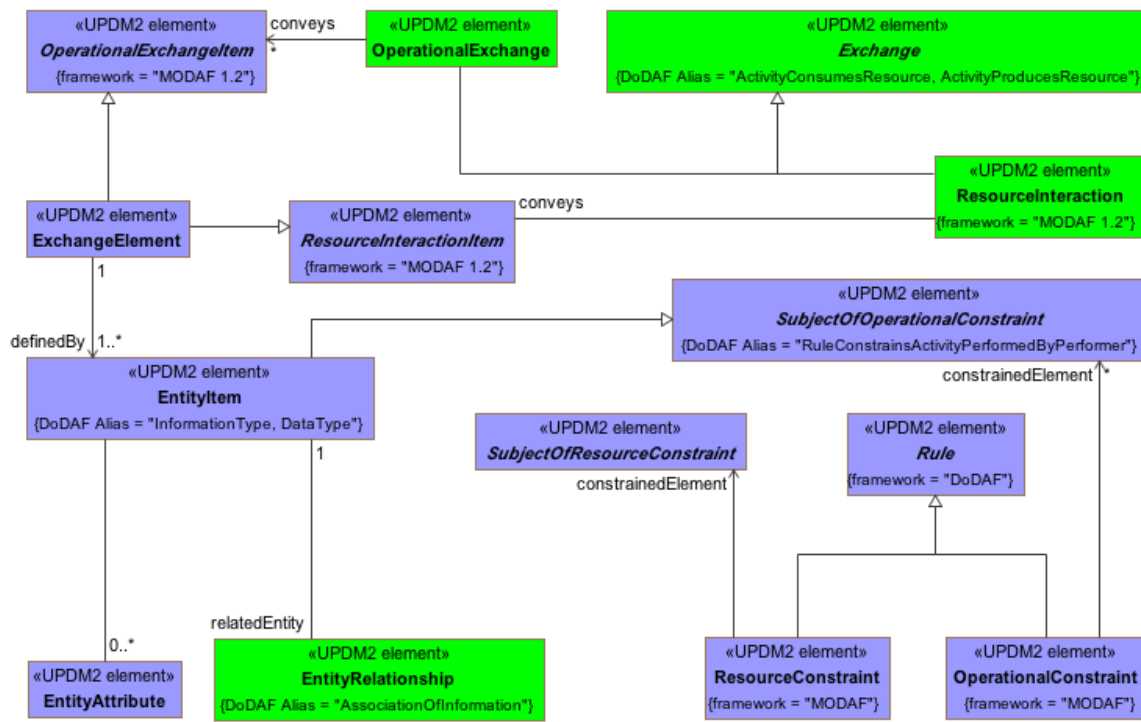 «UPDM2 element»
OperationalExchangeItem
{framework = "MODAF 1.2"}
conveys
*
«UPDM2 element»
OperationalExchange
«UPDM2 element»
Exchange
{DoDAF Alias = "ActivityConsumesResource, ActivityProducesResource"}
«UPDM2 element»
ExchangeElement
«UPDM2 element»
ResourceInteractionItem
{framework = "MODAF 1.2"}
conveys
«UPDM2 element»
ResourceInteraction
{framework = "MODAF 1.2"}
1
definedBy
1..*
«UPDM2 element»
SubjectOfOperationalConstraint
{DoDAF Alias = "RuleConstrainsActivityPerformedByPerformer"}
«UPDM2 element»
EntityItem
{DoDAF Alias = "InformationType, DataType"}
constrainedElement
*
1
«UPDM2 element»
SubjectOfResourceConstraint
constrainedElement
«UPDM2 element»
Rule
{framework = "DoDAF"}
relatedEntity
0..*
«UPDM2 element»
EntityAttribute
«UPDM2 element»
EntityRelationship
{DoDAF Alias = "AssociationOfInformation"}
«UPDM2 element»
ResourceConstraint
{framework = "MODAF"}
«UPDM2 element»
OperationalConstraint
{framework = "MODAF"}